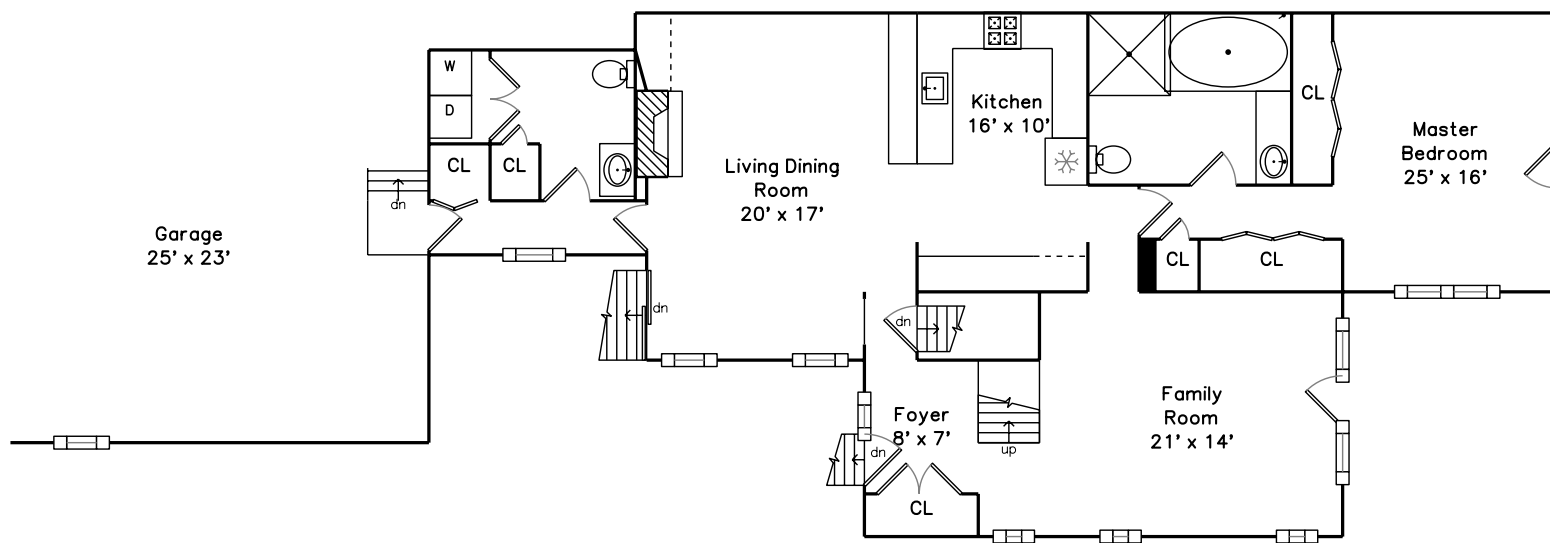 W
D
CL
CL
dn
Garage
25' x 23'
Living Dining
Room
20' x 17'
dn
Kitchen
16' x 10'
CL
Master
Bedroom
25' x 16'
CL
CL
dn
Foyer
8' x 7'
dn
up
Family
Room
21' x 14'
CL